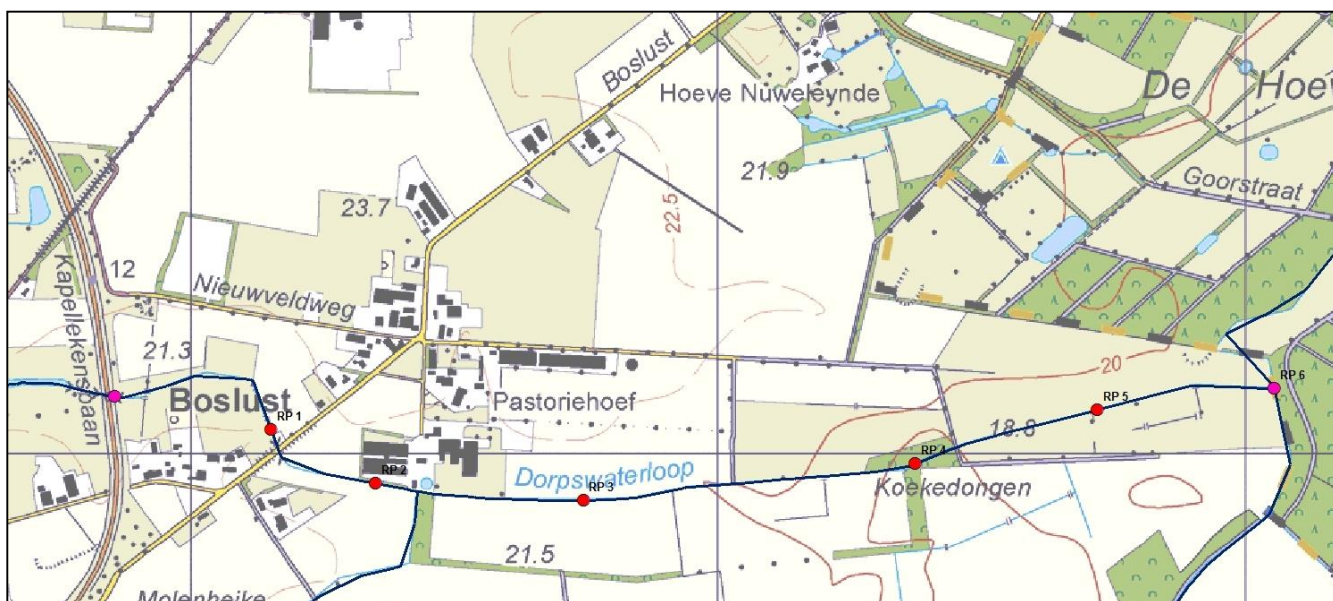 Boslust
Hoeve Nuweleynde
De Hoev
21.9
Goorstraat
23.7
22.5
12
Nieuwveldweg
Kapellekensbaan
21.3
20
RP 6
Boslust
RP 1
Pastoriehoef
RP 5
18.8
RP 2
Dorpswaterloop
RP 4
RP 3
Koekedongen
21.5
Molenheike